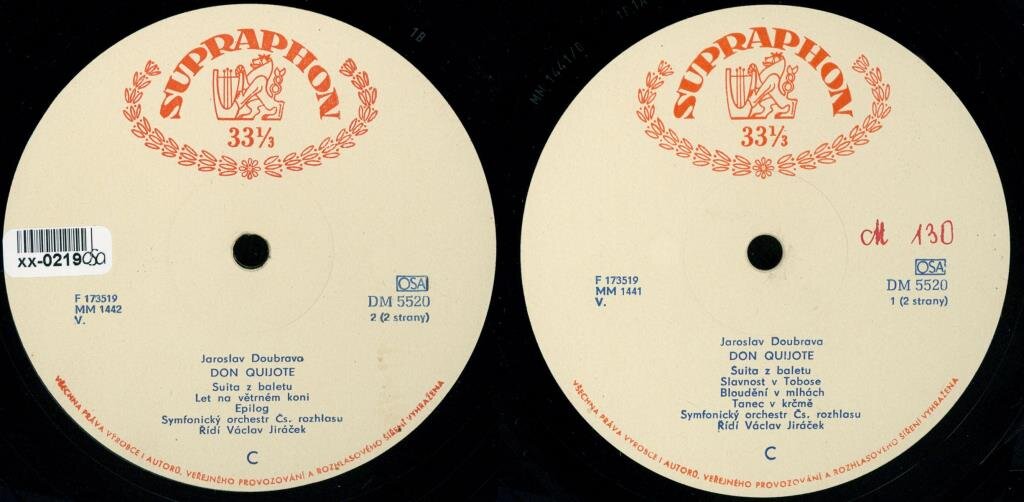 SUPRAPHON
33⅓
1B
xx-0219
OSA
F 173519
MM 1442
V.
OSA
DM 5520
2 (2 strany)
Jaroslav Doubrava
DON QUIJOTE
Suita z baletu
Let na větrném koni
Epilog
Symfonický orchestr Čs. rozhlasu
Řídí Václav Jiráček
C
VŠECHNA PRÁVA VÝROBCE I AUTORŮ, VEŘEJNÉHO PROVOZOVÁNÍ A ROZHLASOVÉHO ŠÍŘENÍ VYHRAŽENA
SUPRAPHON
33⅓
M 130
F 173519
MM 1441
V.
OSA
DM 5520
1 (2 strany)
Jaroslav Doubrava
DON QUIJOTE
Suita z baletu
Slavnost v Tobose
Bloudění v mlhách
Tanec v krčmě
Symfonický orchestr Čs. rozhlasu
Řídí Václav Jiráček
C
VŠECHNA PRÁVA VÝROBCE I AUTORŮ, VEŘEJNÉHO PROVOZOVÁNÍ A ROZHLASOVÉHO ŠÍŘENÍ VYHRAŽENA